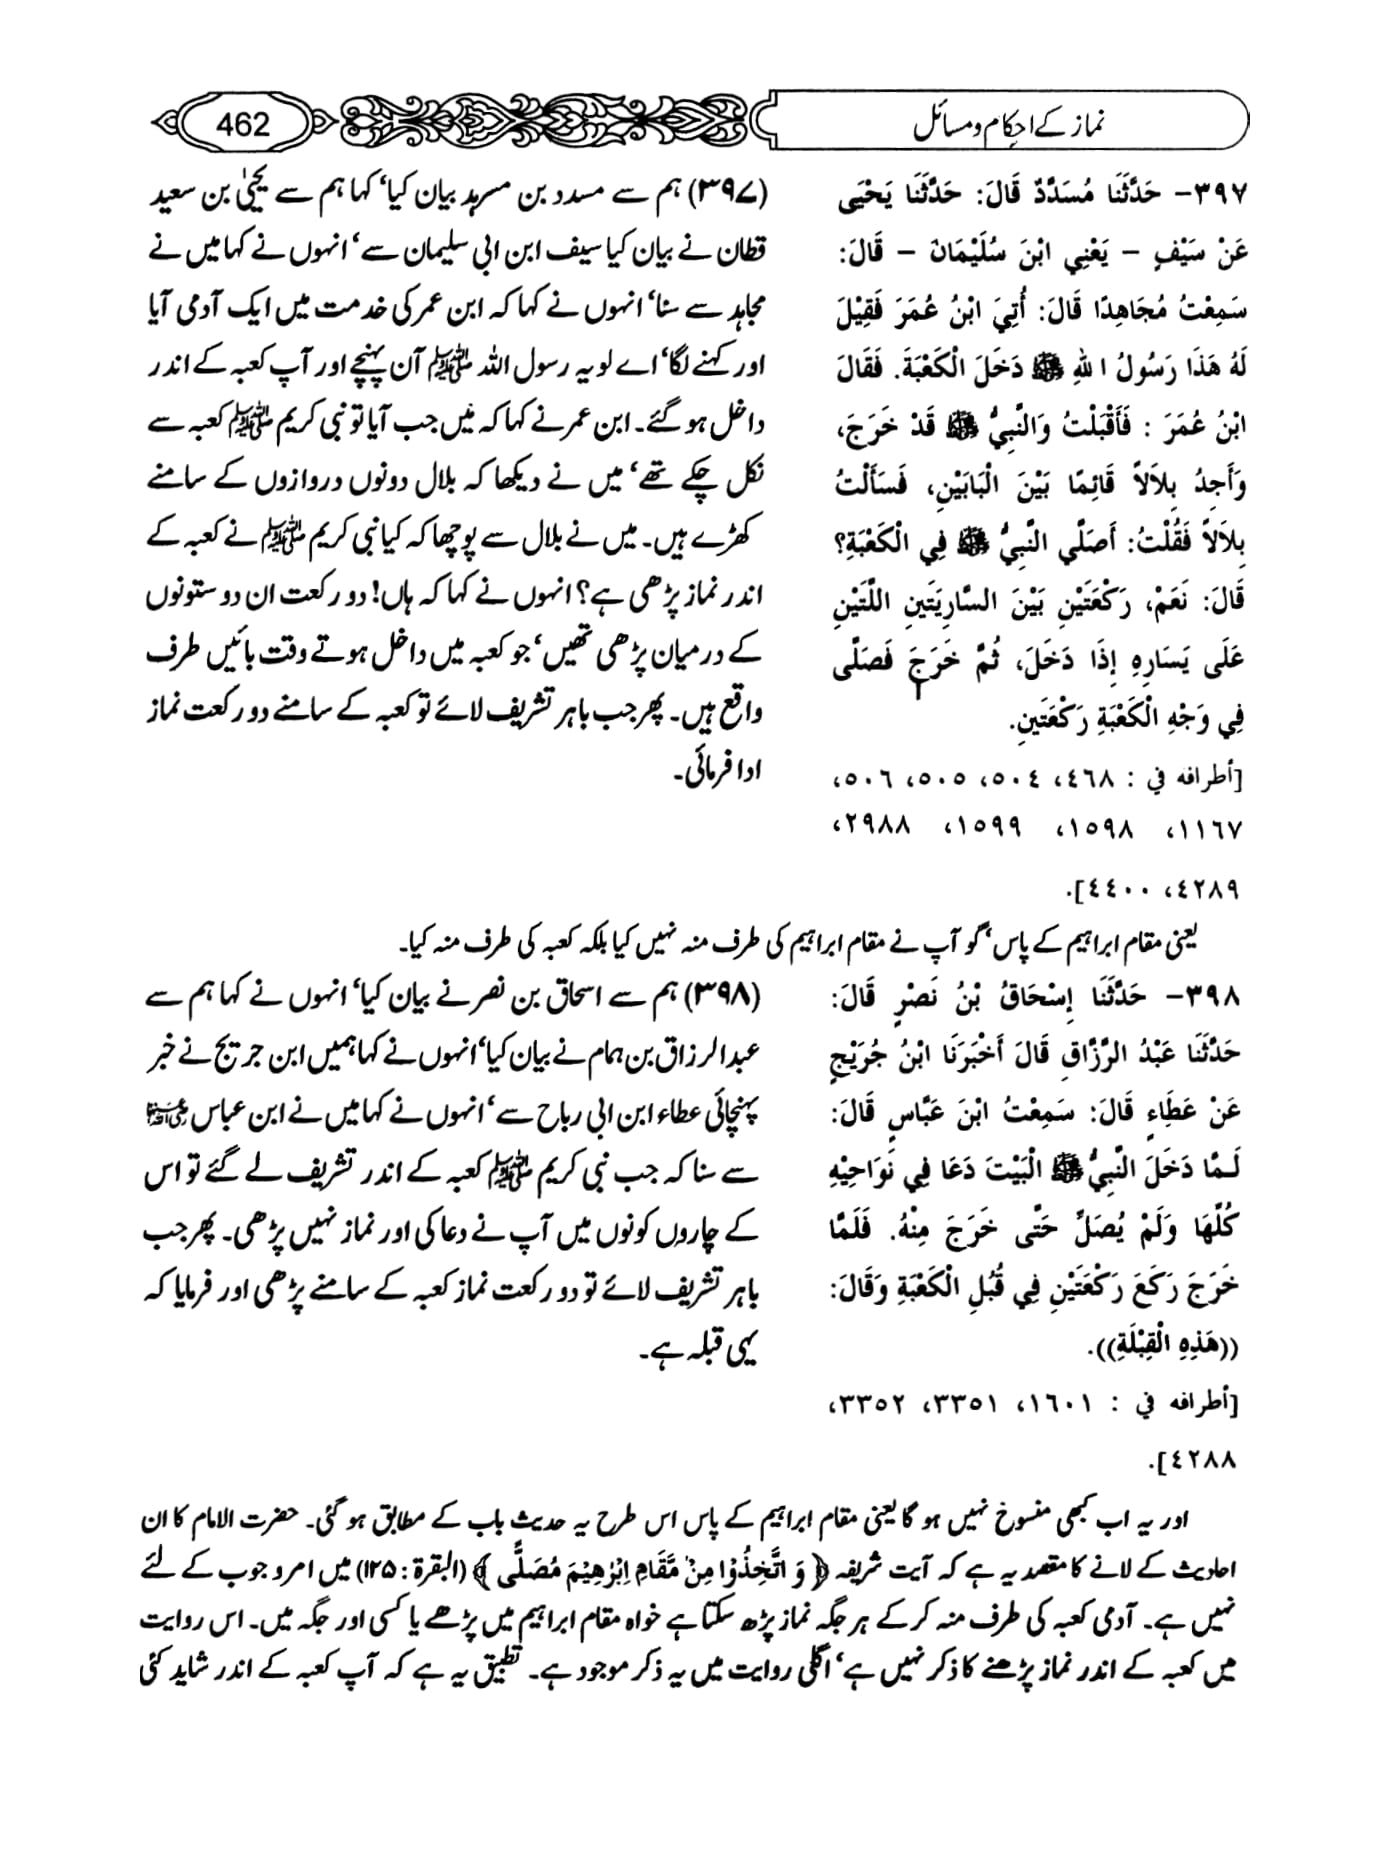 نماز کے احکام و مسائل
462
٣٩٧- حَدَّثَنَا مُسَدَّدٌ قَالَ: حَدَّثَنَا يَحْيَى
عَنْ سَيْفٍ – يَعْنِي ابْنَ سُلَيْمَانَ – قَالَ:
سَمِعْتُ مُجَاهِدًا قَالَ: أُتِيَ ابْنُ عُمَرَ فَقِيْلَ
لَهُ هَذَا رَسُولُ اللهِ ﷺ دَخَلَ الْكَعْبَةَ. فَقَالَ
ابْنُ عُمَرَ : فَأَقْبَلْتُ وَالنَّبِيُّ ﷺ قَدْ خَرَجَ،
وَأَجِدُ بِلاَلاً قَائِمًا بَيْنَ الْبَابَيْنِ، فَسَأَلْتُ
بِلاَلاً فَقُلْتُ: أَصَلَّي النَّبِيُّ ﷺ فِي الْكَعْبَةِ؟
قَالَ: نَعَمْ، رَكْعَتَيْنِ بَيْنَ السَّارِيَتَينِ اللَّتَيْنِ
عَلَى يَسَارِهِ إِذَا دَخَلَ، ثُمَّ خَرَجَ فَصَلَّى
فِي وَجْهِ الْكَعْبَةِ رَكْعَتَينِ.
[أطرافه في : ٤٦٨، ٥٠٤، ٥٠٥، ٥٠٦،
١١٦٧، ١٥٩٨، ١٥٩٩، ٢٩٨٨،
٤٢٨٩، ٤٤٠٠].
(۳۹۷) ہم سے مسدد بن مسرہد بیان کیا‘ کہا ہم سے یحییٰ بن سعید
قطان نے بیان کیا سیف ابن ابی سلیمان سے‘ انہوں نے کہا میں نے
مجاہد سے سنا‘ انہوں نے کہا کہ ابن عمر کی خدمت میں ایک آدمی آیا
اور کہنے لگا‘ اے لو یہ رسول اللہ ﷺ آن پہنچے اور آپ کعبہ کے اندر
داخل ہو گئے۔ ابن عمر نے کہا کہ میں جب آیا تو نبی کریم ﷺ کعبہ سے
نکل چکے تھے‘ میں نے دیکھا کہ بلال دونوں دروازوں کے سامنے
کھڑے ہیں۔ میں نے بلال سے پوچھا کہ کیا نبی کریم ﷺ نے کعبہ کے
اندر نماز پڑھی ہے؟ انہوں نے کہا کہ ہاں! دو رکعت ان دو ستونوں
کے درمیان پڑھی تھیں‘ جو کعبہ میں داخل ہوتے وقت بائیں طرف
واقع ہیں۔ پھر جب باہر تشریف لائے تو کعبہ کے سامنے دو رکعت نماز
ادا فرمائی۔
یعنی مقام ابراہیم کے پاس‘ گو آپ نے مقام ابراہیم کی طرف منہ نہیں کیا بلکہ کعبہ کی طرف منہ کیا۔
٣٩٨- حَدَّثَنَا إِسْحَاقُ بْنُ نَصْرٍ قَالَ:
حَدَّثَنَا عَبْدُ الرَّزَّاقِ قَالَ أَخْبَرَنَا ابْنُ جُرَيْجٍ
عَنْ عَطَاءٍ قَالَ: سَمِعْتُ ابْنَ عَبَّاسٍ قَالَ:
لَـمَّا دَخَلَ النَّبِيُّ ﷺ الْبَيْتَ دَعَا فِي نَوَاحِيْهِ
كُلِّهَا وَلَمْ يُصَلِّ حَتَّى خَرَجَ مِنْهُ. فَلَمَّا
خَرَجَ رَكَعَ رَكْعَتَيْنِ فِي قُبُلِ الْكَعْبَةِ وَقَالَ:
((هَذِهِ الْقِبْلَةِ)).
[أطرافه في : ١٦٠١، ٣٣٥١، ٣٣٥٢،
٤٢٨٨].
(۳۹۸) ہم سے اسحاق بن نصر نے بیان کیا‘ انہوں نے کہا ہم سے
عبدالرزاق بن ہمام نے بیان کیا‘ انہوں نے کہا ہمیں ابن جریج نے خبر
پہنچائی عطاء ابن ابی رباح سے‘ انہوں نے کہا میں نے ابن عباس رضی اللہ عنہما
سے سنا کہ جب نبی کریم ﷺ کعبہ کے اندر تشریف لے گئے تو اس
کے چاروں کونوں میں آپ نے دعا کی اور نماز نہیں پڑھی۔ پھر جب
باہر تشریف لائے تو دو رکعت نماز کعبہ کے سامنے پڑھی اور فرمایا کہ
یہی قبلہ ہے۔
اور یہ اب کبھی منسوخ نہیں ہو گا یعنی مقام ابراہیم کے پاس اس طرح یہ حدیث باب کے مطابق ہو گئی۔ حضرت الامام کا ان
احادیث کے لانے کا مقصد یہ ہے کہ آیت شریفہ ﴿ وَ اتَّخِذُوْا مِنْ مَّقَامِ اِبْرٰهِيْمَ مُصَلًّى ﴾ (البقرة : ۱۲۵) میں امر وجوب کے لئے
نہیں ہے۔ آدمی کعبہ کی طرف منہ کر کے ہر جگہ نماز پڑھ سکتا ہے خواہ مقام ابراہیم میں پڑھے یا کسی اور جگہ میں۔ اس روایت
میں کعبہ کے اندر نماز پڑھنے کا ذکر نہیں ہے‘ اگلی روایت میں یہ ذکر موجود ہے۔ تطبیق یہ ہے کہ آپ کعبہ کے اندر شاید کئی